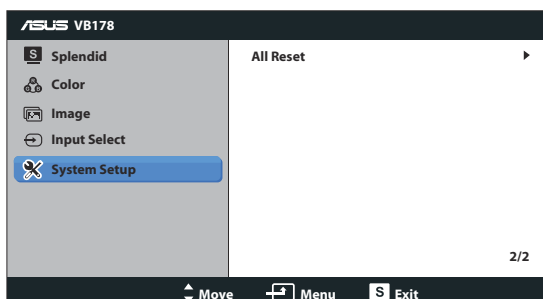 ASUS VB178
S Splendid
All Reset
Color
Image
Input Select
System Setup
2/2
Move Menu S Exit